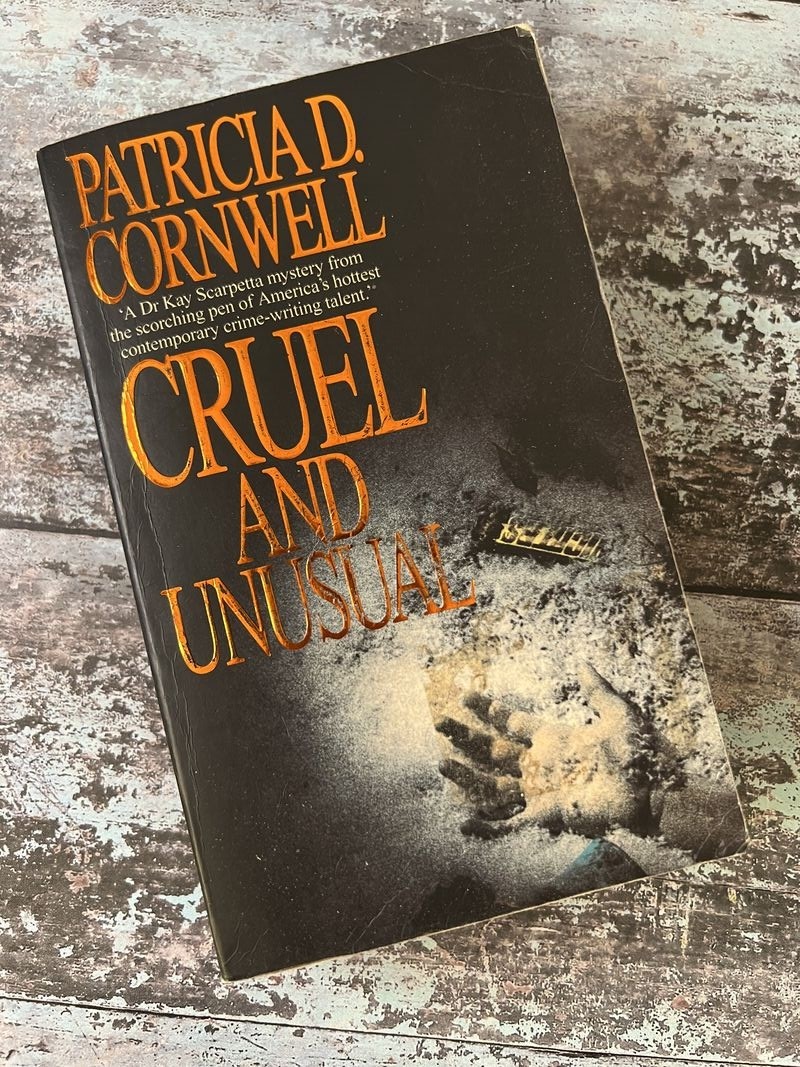 PATRICIA D.
CORNWELL
'A Dr Kay Scarpetta mystery from
the scorching pen of America's hottest
contemporary crime-writing talent.'*
CRUEL
AND
UNUSUAL